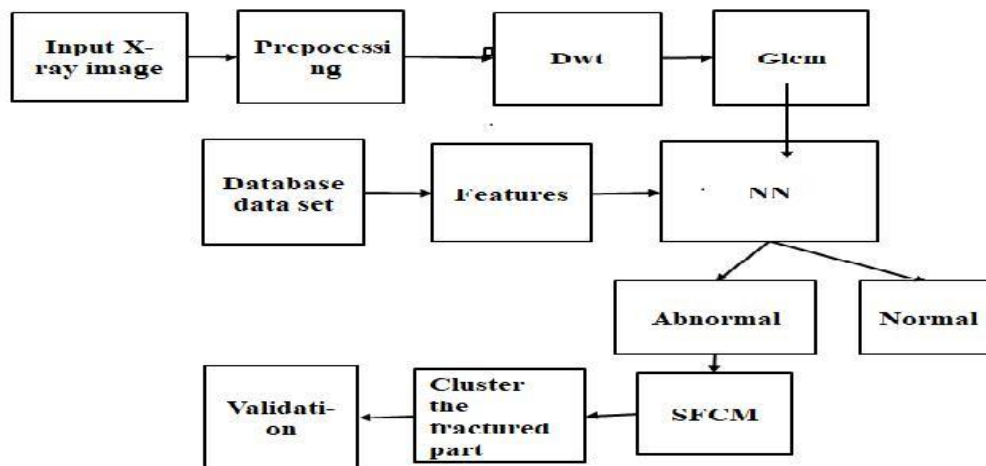 Input X-
ray image
Prepocessi
ng
Dwt
Glcm
Database
data set
Features
NN
Abnormal
Normal
Validati-
on
Cluster
the
fractured
part
SFCM